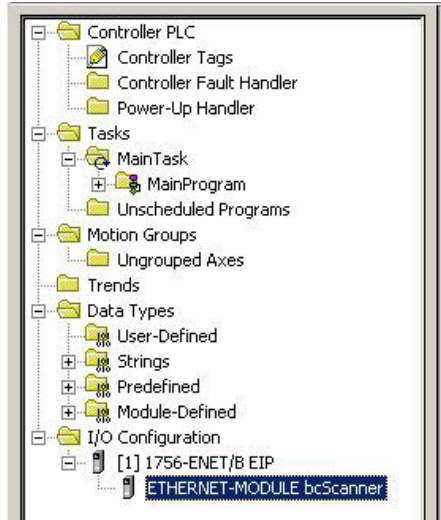 Controller PLC
Controller Tags
Controller Fault Handler
Power-Up Handler
Tasks
MainTask
MainProgram
Unscheduled Programs
Motion Groups
Ungrouped Axes
Trends
Data Types
User-Defined
Strings
Predefined
Module-Defined
I/O Configuration
[1] 1756-ENET/B EIP
ETHERNET-MODULE bcScanner